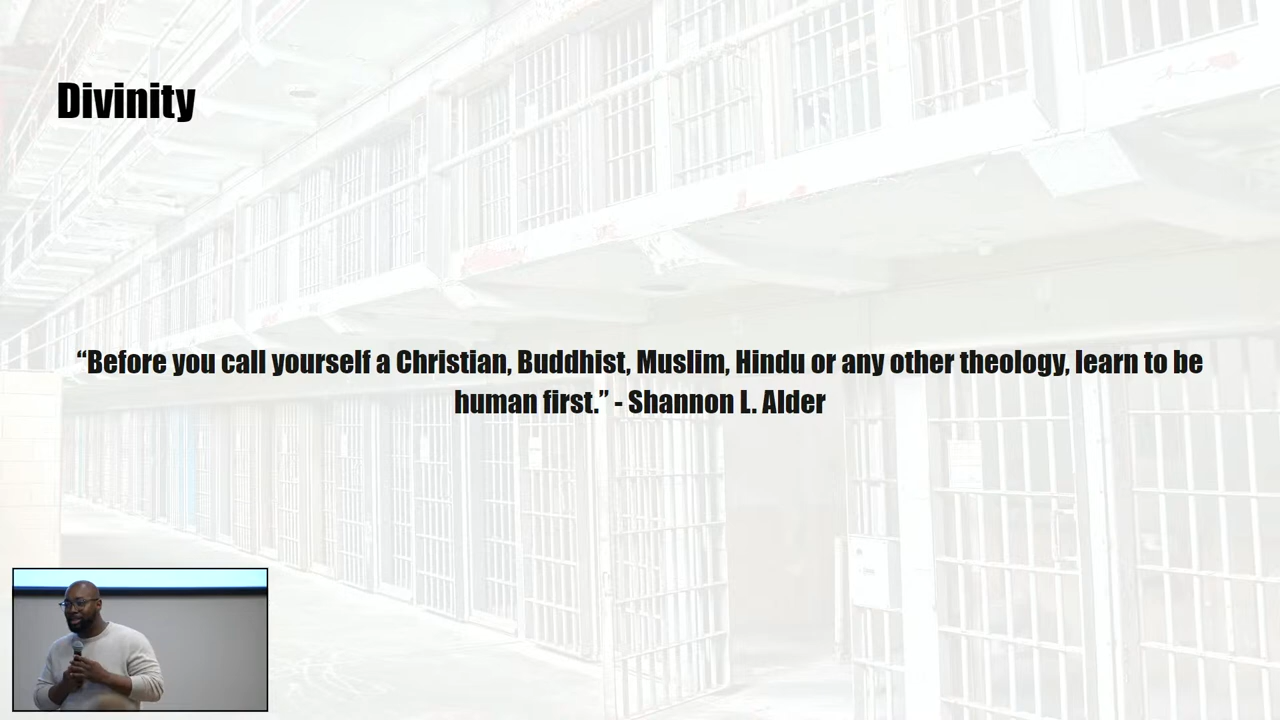 Divinity
“Before you call yourself a Christian, Buddhist, Muslim, Hindu or any other theology, learn to be
human first.” - Shannon L. Alder